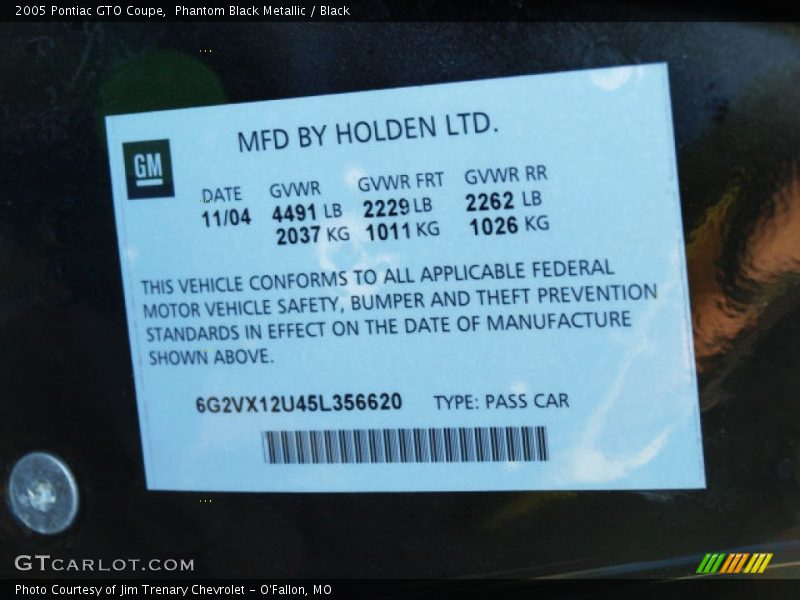 2005 Pontiac GTO Coupe,  Phantom Black Metallic / Black
MFD BY HOLDEN LTD.
GM
DATE GVWR GVWR FRT GVWR RR
11/04 4491 LB 2229 LB 2262 LB
2037 KG 1011 KG 1026 KG
THIS VEHICLE CONFORMS TO ALL APPLICABLE FEDERAL
MOTOR VEHICLE SAFETY, BUMPER AND THEFT PREVENTION
STANDARDS IN EFFECT ON THE DATE OF MANUFACTURE
SHOWN ABOVE.
6G2VX12U45L356620 TYPE: PASS CAR
GTCARLOT.COM
Photo Courtesy of Jim Trenary Chevrolet - O'Fallon, MO